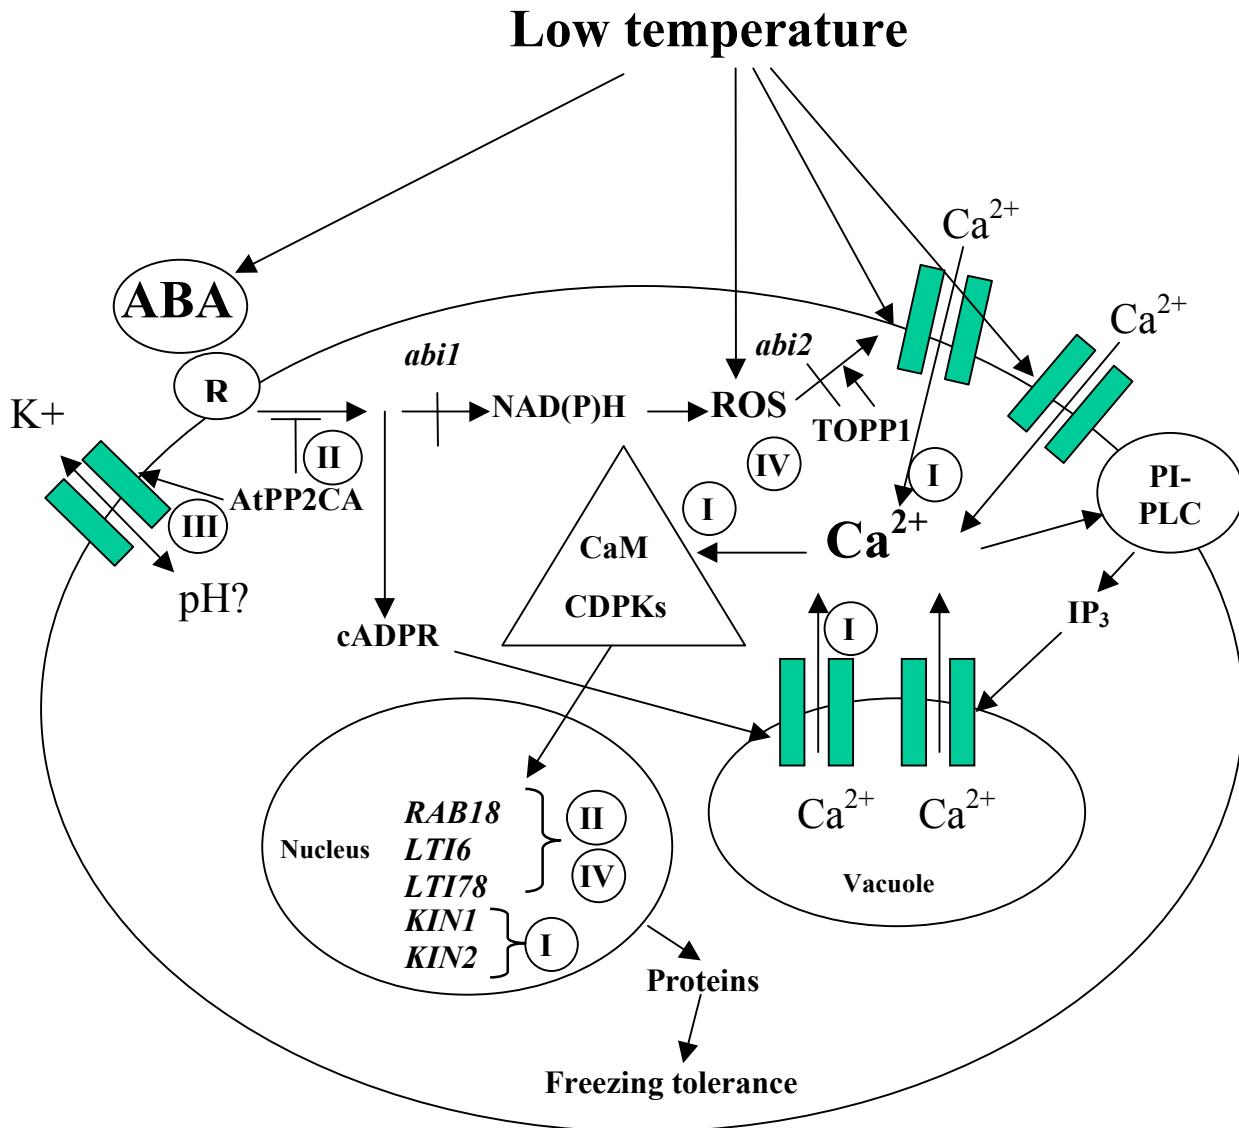 Low temperature
Ca2+
ABA
Ca2+
abi1
abi2
R
K+
NAD(P)H
ROS
TOPP1
II
IV
I
PI-
PLC
AtPP2CA
III
I
Ca2+
CaM
pH?
CDPKs
IP3
cADPR
I
RAB18
II
Ca2+
Ca2+
Nucleus
LTI6
LTI78
IV
Vacuole
KIN1
KIN2
I
Proteins
Freezing tolerance